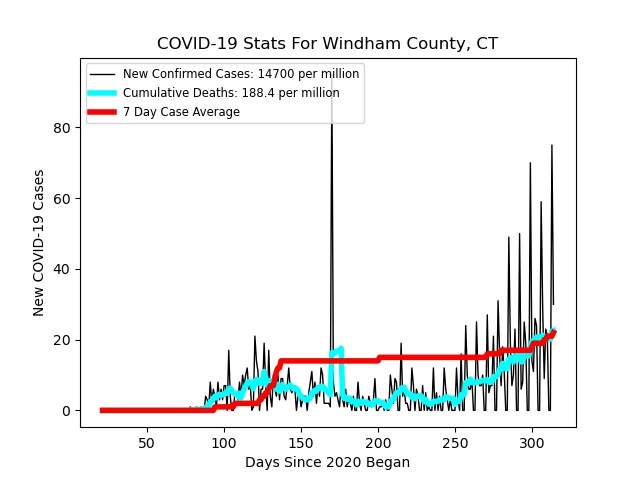 COVID-19 Stats For Windham County, CT
New Confirmed Cases: 14700 per million
Cumulative Deaths: 188.4 per million
7 Day Case Average
New COVID-19 Cases
80
60
40
20
0
50 100 150 200 250 300
Days Since 2020 Began